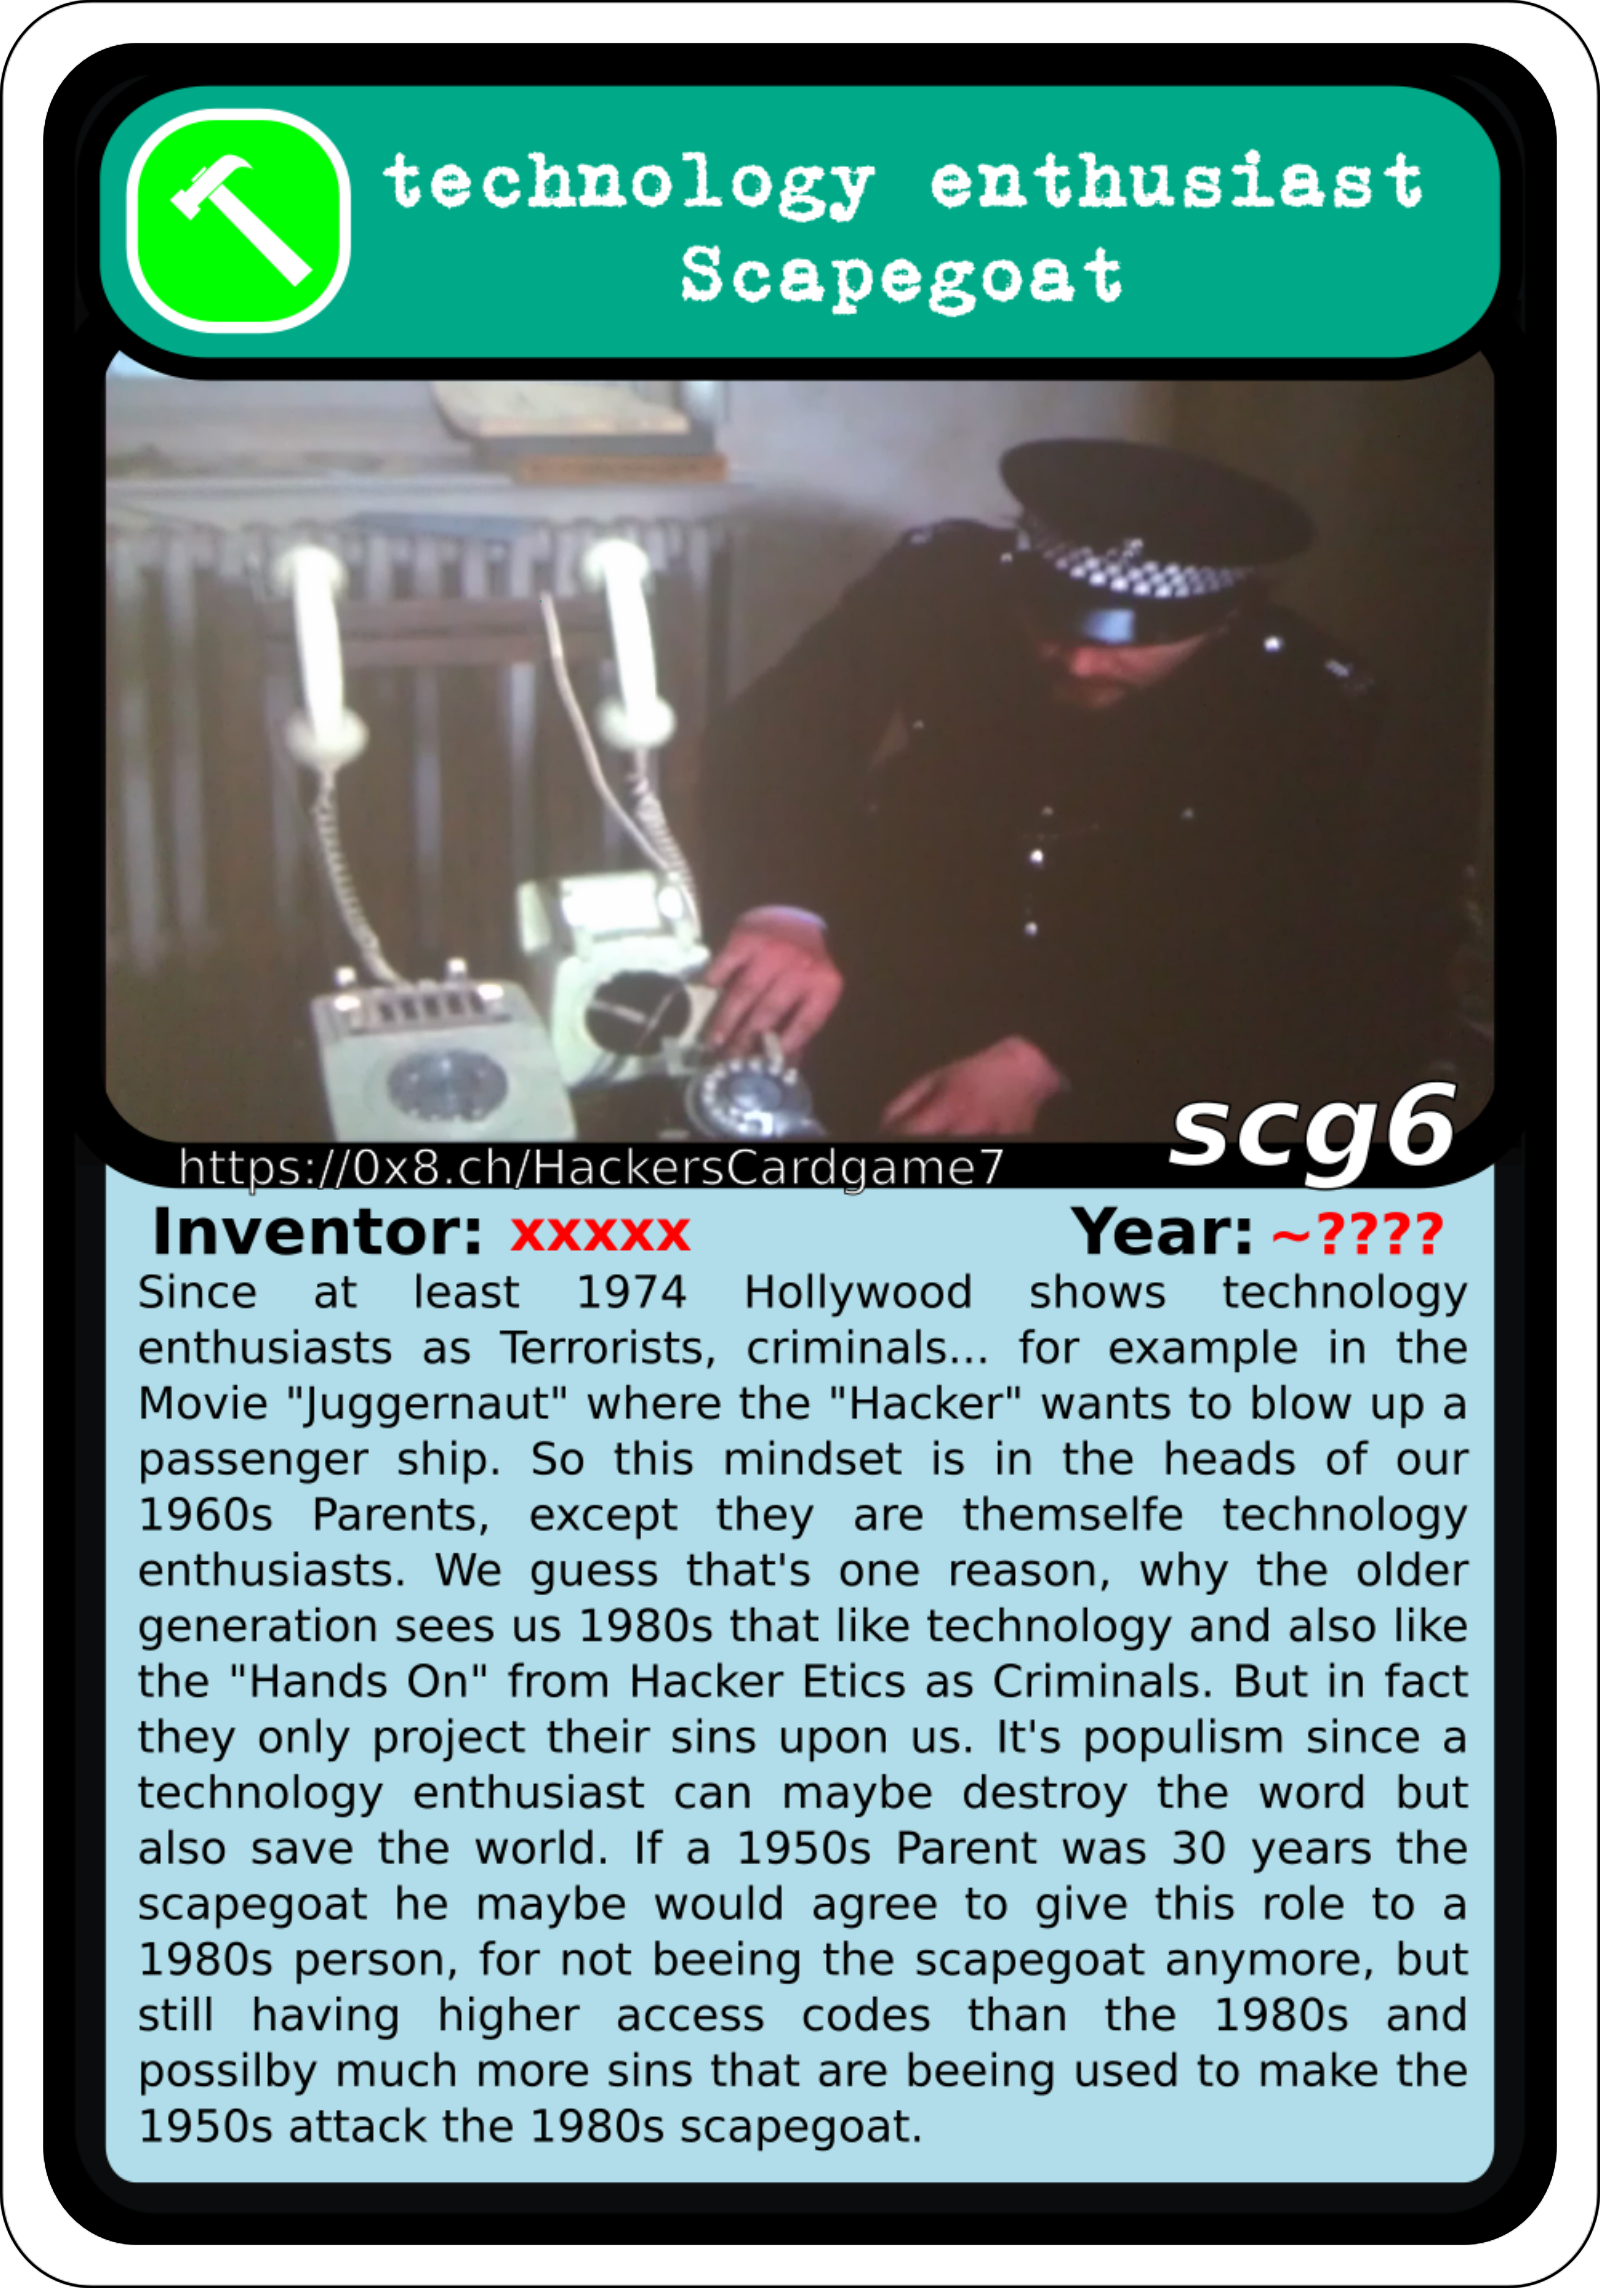 technology enthusiast
Scapegoat
scg6
https://0x8.ch/HackersCardgame7
Inventor: xxxxx Year: ~????
Since at least 1974 Hollywood shows technology
enthusiasts as Terrorists, criminals... for example in the
Movie "Juggernaut" where the "Hacker" wants to blow up a
passenger ship. So this mindset is in the heads of our
1960s Parents, except they are themselfe technology
enthusiasts. We guess that's one reason, why the older
generation sees us 1980s that like technology and also like
the "Hands On" from Hacker Etics as Criminals. But in fact
they only project their sins upon us. It's populism since a
technology enthusiast can maybe destroy the word but
also save the world. If a 1950s Parent was 30 years the
scapegoat he maybe would agree to give this role to a
1980s person, for not beeing the scapegoat anymore, but
still having higher access codes than the 1980s and
possilby much more sins that are beeing used to make the
1950s attack the 1980s scapegoat.